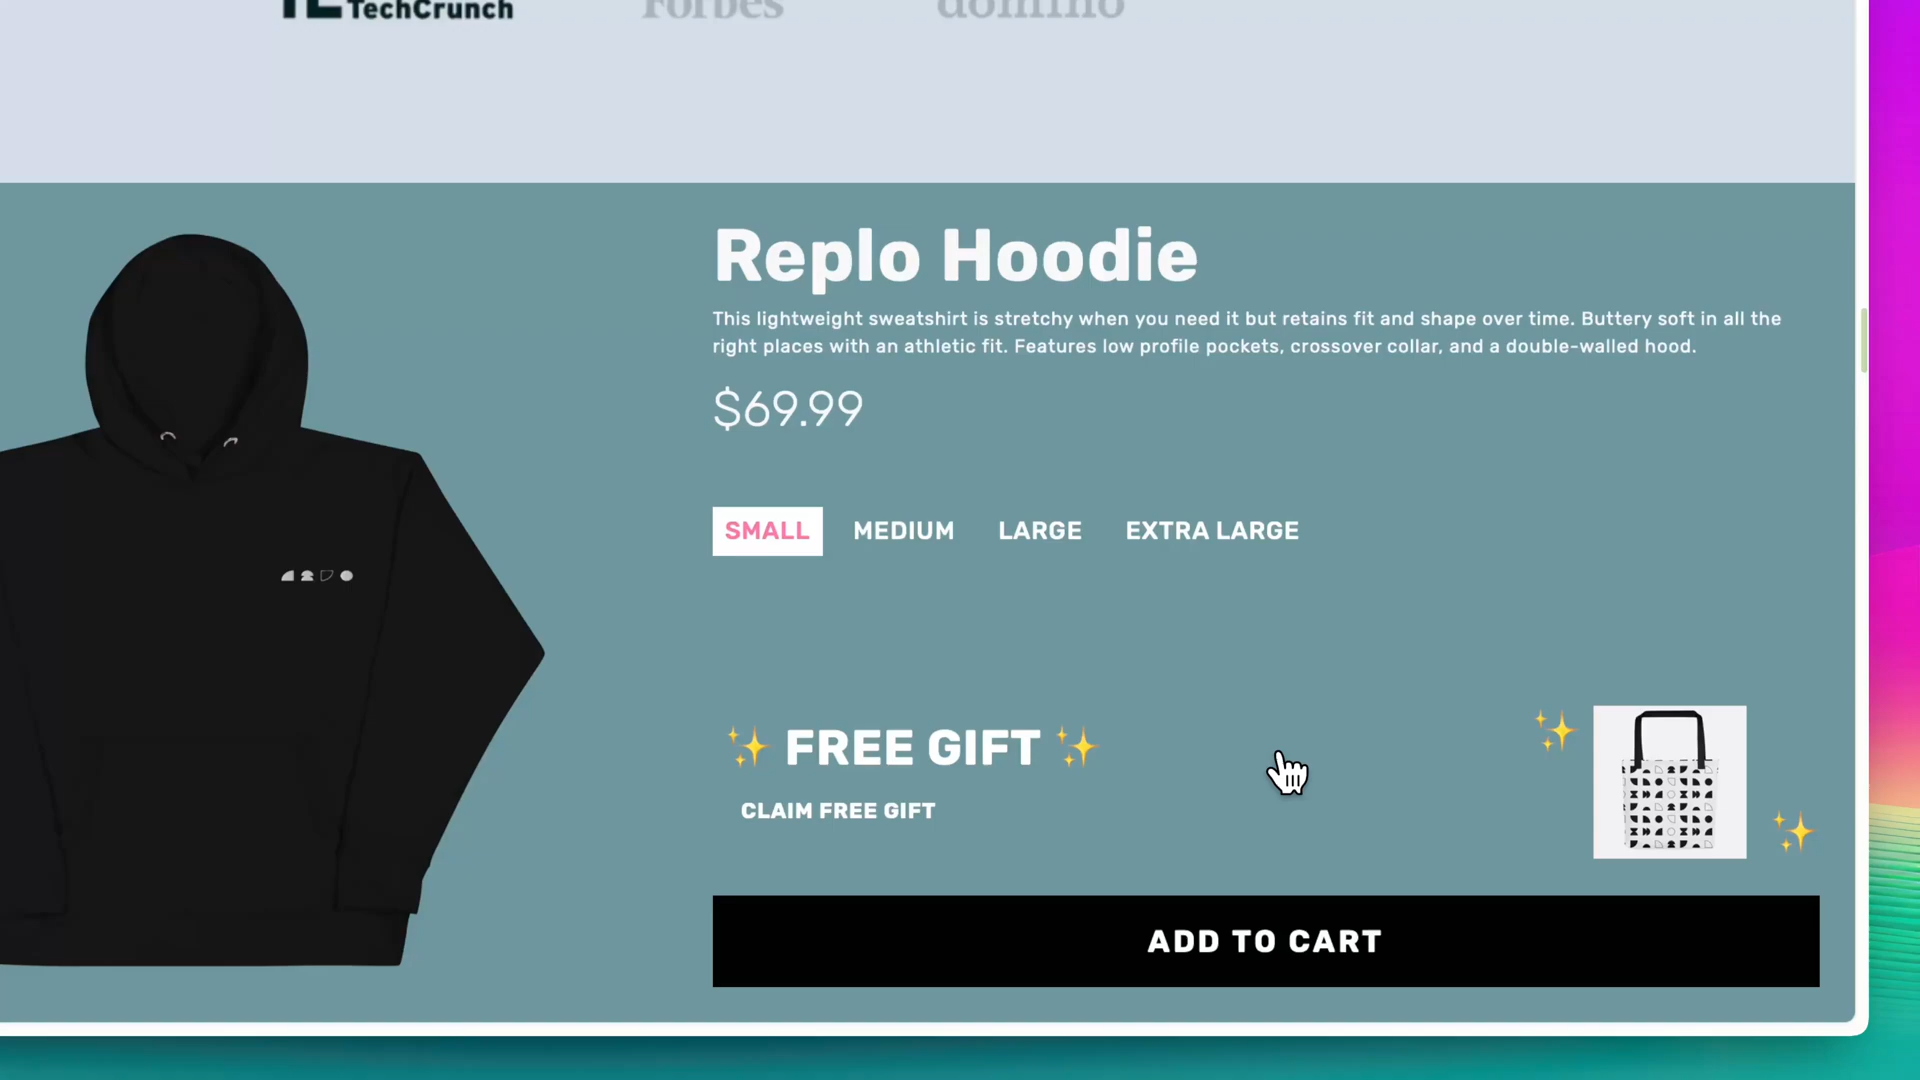 TechCrunch
Forbes
domino
Replo Hoodie
This lightweight sweatshirt is stretchy when you need it but retains fit and shape over time. Buttery soft in all the
right places with an athletic fit. Features low profile pockets, crossover collar, and a double-walled hood.
$69.99
SMALL MEDIUM LARGE EXTRA LARGE
✨ FREE GIFT ✨
CLAIM FREE GIFT
ADD TO CART